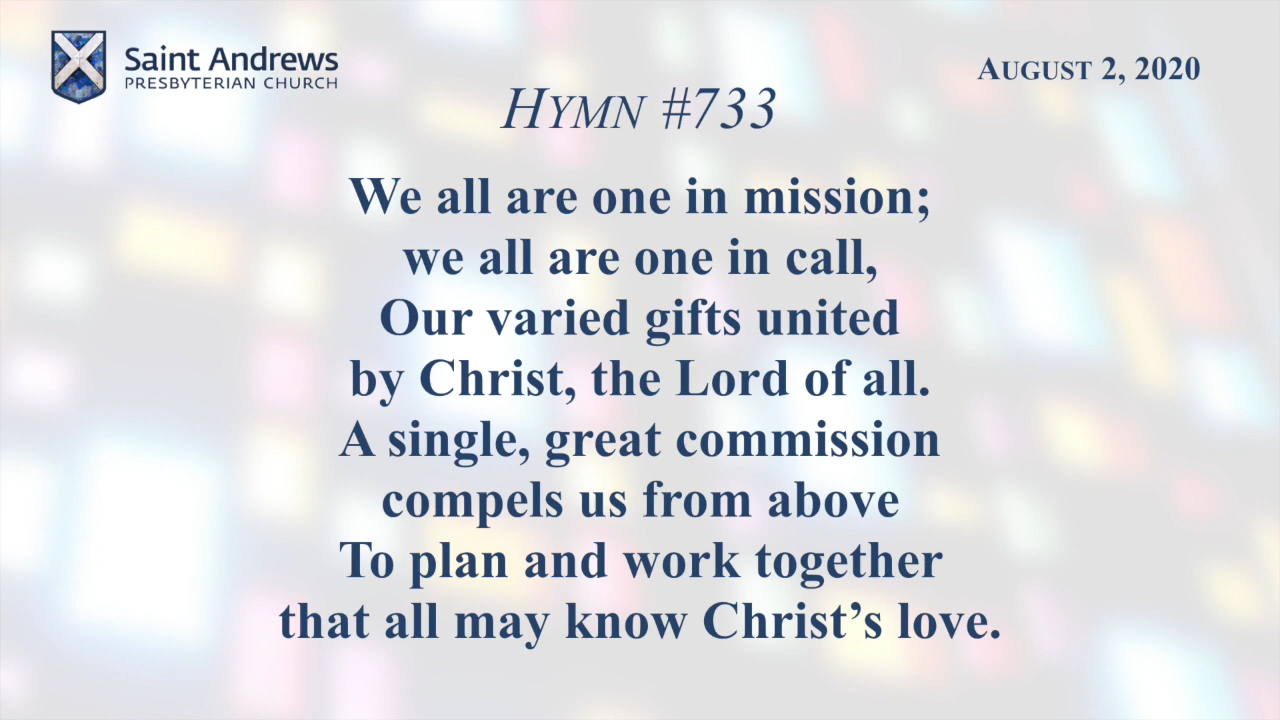 Saint Andrews
PRESBYTERIAN CHURCH
AUGUST 2, 2020
HYMN #733
We all are one in mission;
we all are one in call,
Our varied gifts united
by Christ, the Lord of all.
A single, great commission
compels us from above
To plan and work together
that all may know Christ’s love.